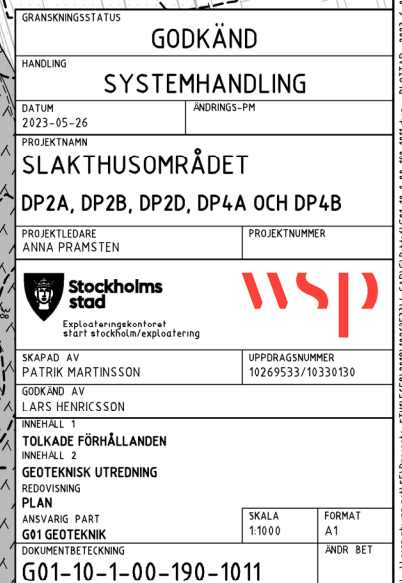 GRANSKNINGSSTATUS
GODKÄND
HANDLING
SYSTEMHANDLING
DATUM
2023-05-26
ÄNDRINGS-PM
PROJEKTNAMN
SLAKTHUSOMRÅDET
DP2A, DP2B, DP2D, DP4A OCH DP4B
PROJEKTLEDARE
ANNA PRAMSTEN
PROJEKTNUMMER
Stockholms
stad
Exploateringskontoret
start stockholm/exploatering
wsp
SKAPAD AV
PATRIK MARTINSSON
UPPDRAGSNUMMER
10269533/10330130
GODKÄND AV
LARS HENRICSSON
INNEHÅLL 1
TOLKADE FÖRHÅLLANDEN
INNEHÅLL 2
GEOTEKNISK UTREDNING
REDOVISNING
PLAN
ANSVARIG PART
G01 GEOTEKNIK
SKALA
1:1000
FORMAT
A1
DOKUMENTBETECKNING
G01-10-1-00-190-1011
ÄNDR BET
38